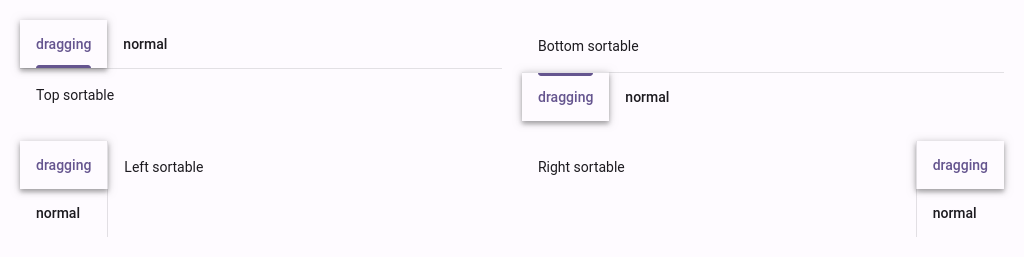 dragging normal
Top sortable
Bottom sortable
dragging normal
dragging Left sortable
normal
Right sortable dragging
normal